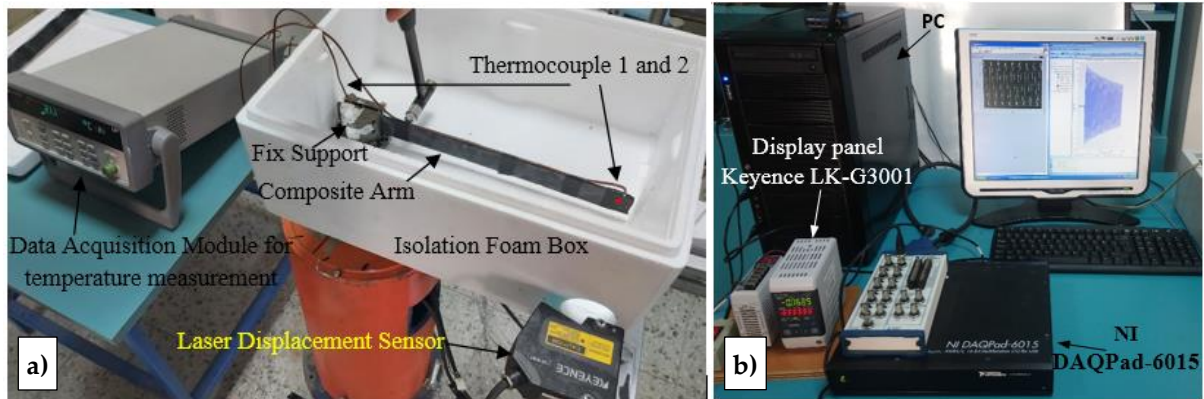 Thermocouple 1 and 2
Fix Support
Composite Arm
Data Acquisition Module for
temperature measurement
Isolation Foam Box
Laser Displacement Sensor
KEYENCE
a)
PC
Display panel
Keyence LK-G3001
NI DAQPad-6015
NI
DAQPad-6015
b)